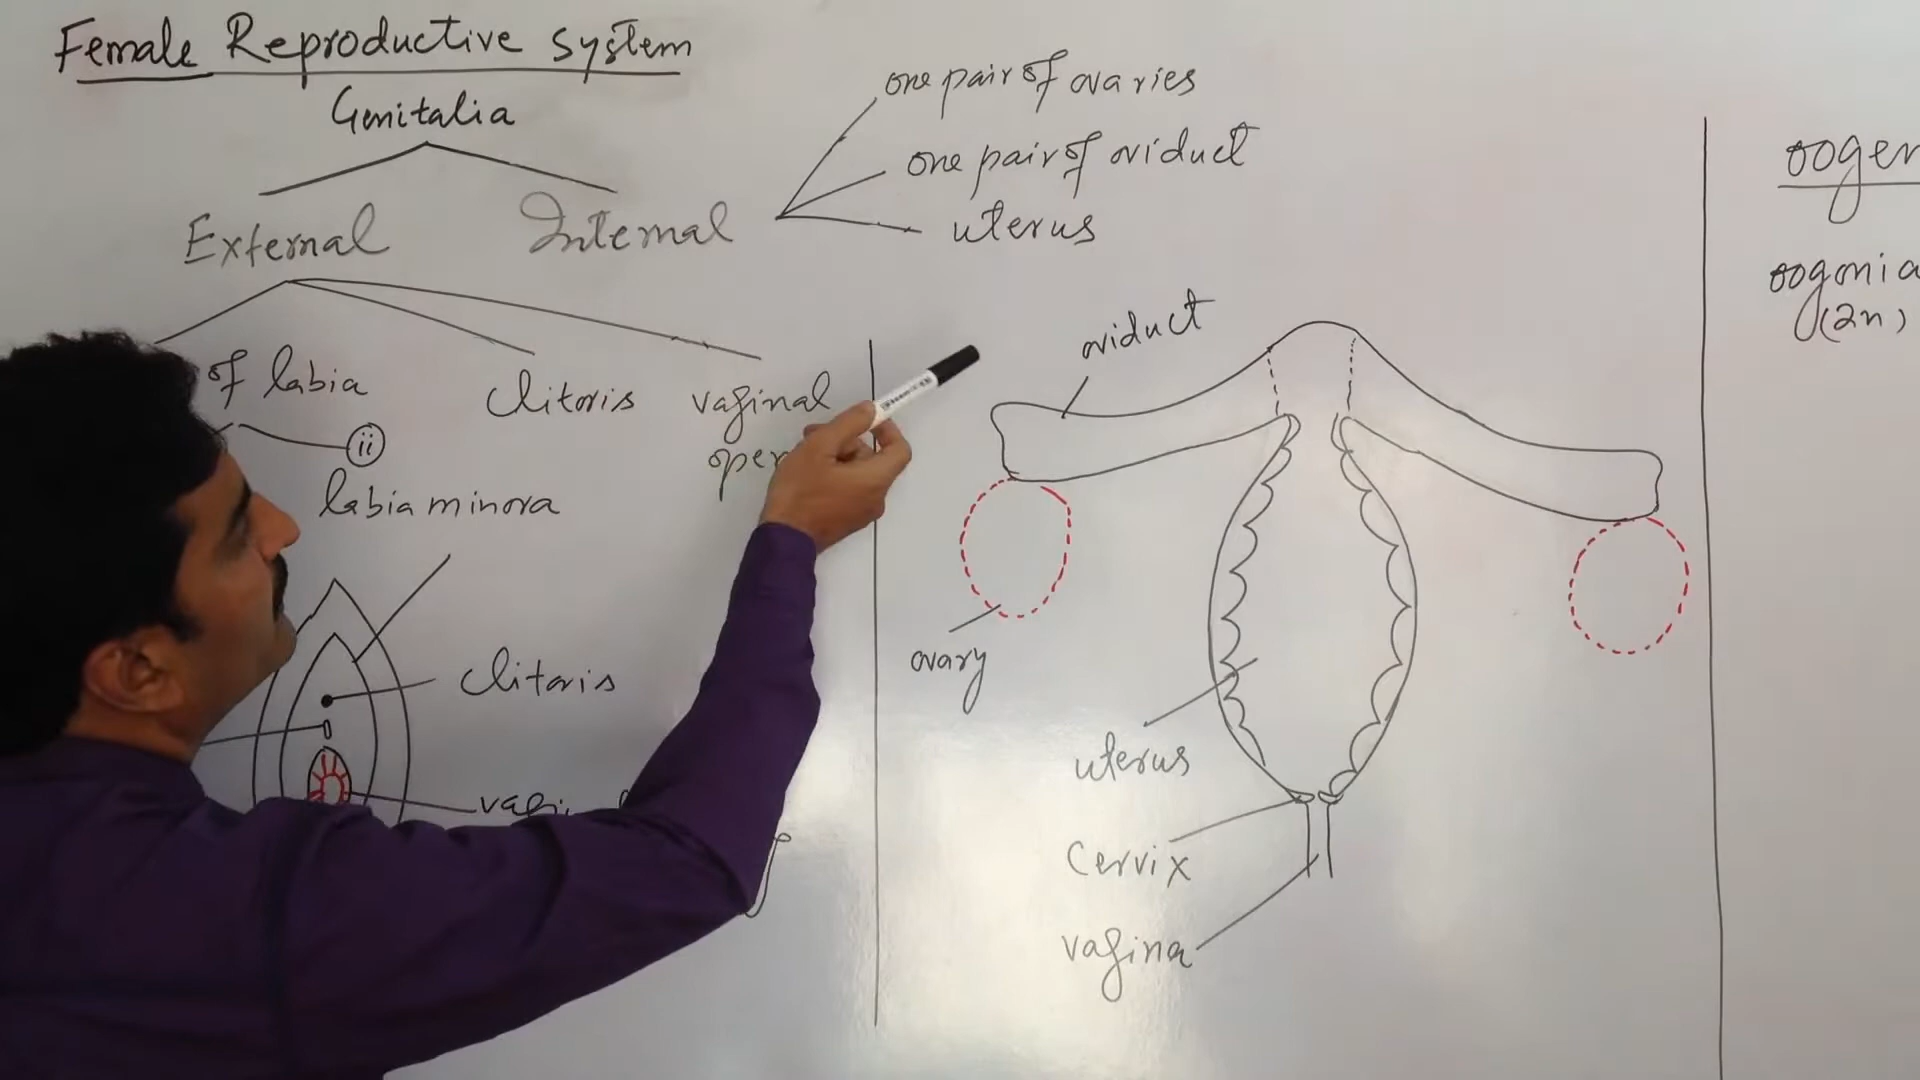 Female Reproductive system
Genitalia
External
Internal
one pair of ovaries
one pair of oviduct
uterus
of labia
clitoris
vaginal
ii
labia minora
clitoris
oviduct
ovary
uterus
cervix
vagina
oogonia
(2n)